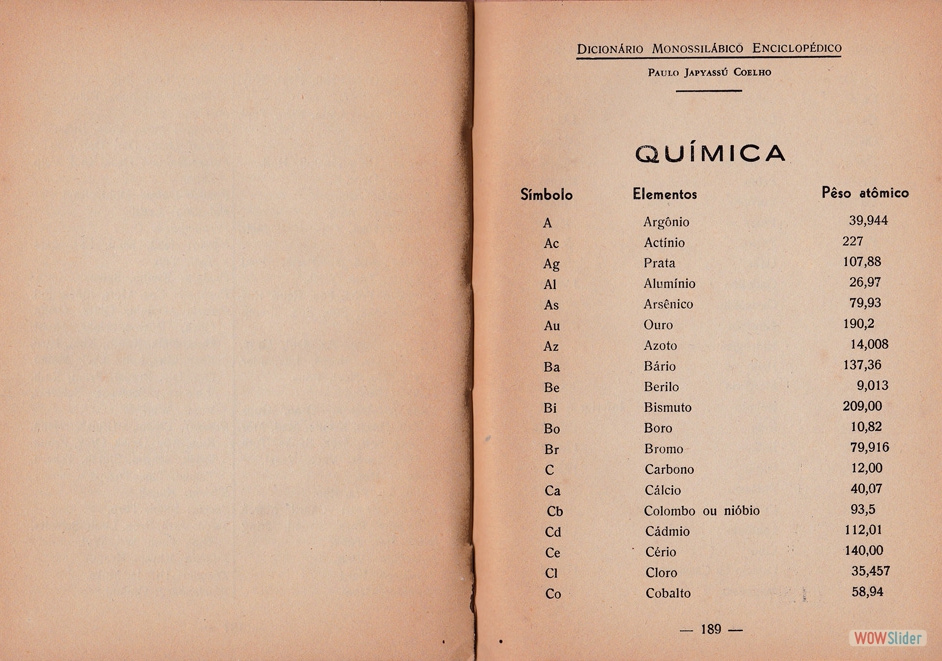 DICIONÁRIO MONOSSILÁBICO ENCICLOPÉDICO
PAULO JAPYASSÚ COELHO
QUÍMICA
Símbolo Elementos Pêso atômico
A Argônio 39,944
Ac Actínio 227
Ag Prata 107,88
Al Alumínio 26,97
As Arsênico 79,93
Au Ouro 190,2
Az Azoto 14,008
Ba Bário 137,36
Be Berilo 9,013
Bi Bismuto 209,00
Bo Boro 10,82
Br Bromo 79,916
C Carbono 12,00
Ca Cálcio 40,07
Cb Colombo ou nióbio 93,5
Cd Cádmio 112,01
Ce Cério 140,00
Cl Cloro 35,457
Co Cobalto 58,94
— 189 —
WOWSlider